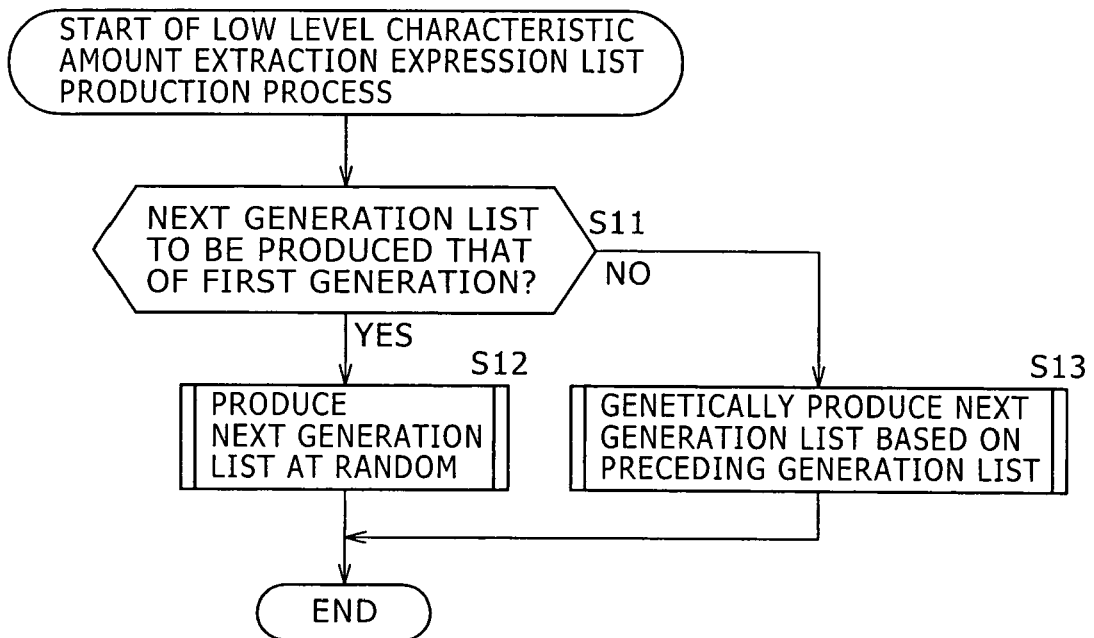 START OF LOW LEVEL CHARACTERISTIC
AMOUNT EXTRACTION EXPRESSION LIST
PRODUCTION PROCESS
NEXT GENERATION LIST
TO BE PRODUCED THAT
OF FIRST GENERATION?
S11
NO
YES
S12
PRODUCE
NEXT GENERATION
LIST AT RANDOM
S13
GENETICALLY PRODUCE NEXT
GENERATION LIST BASED ON
PRECEDING GENERATION LIST
END